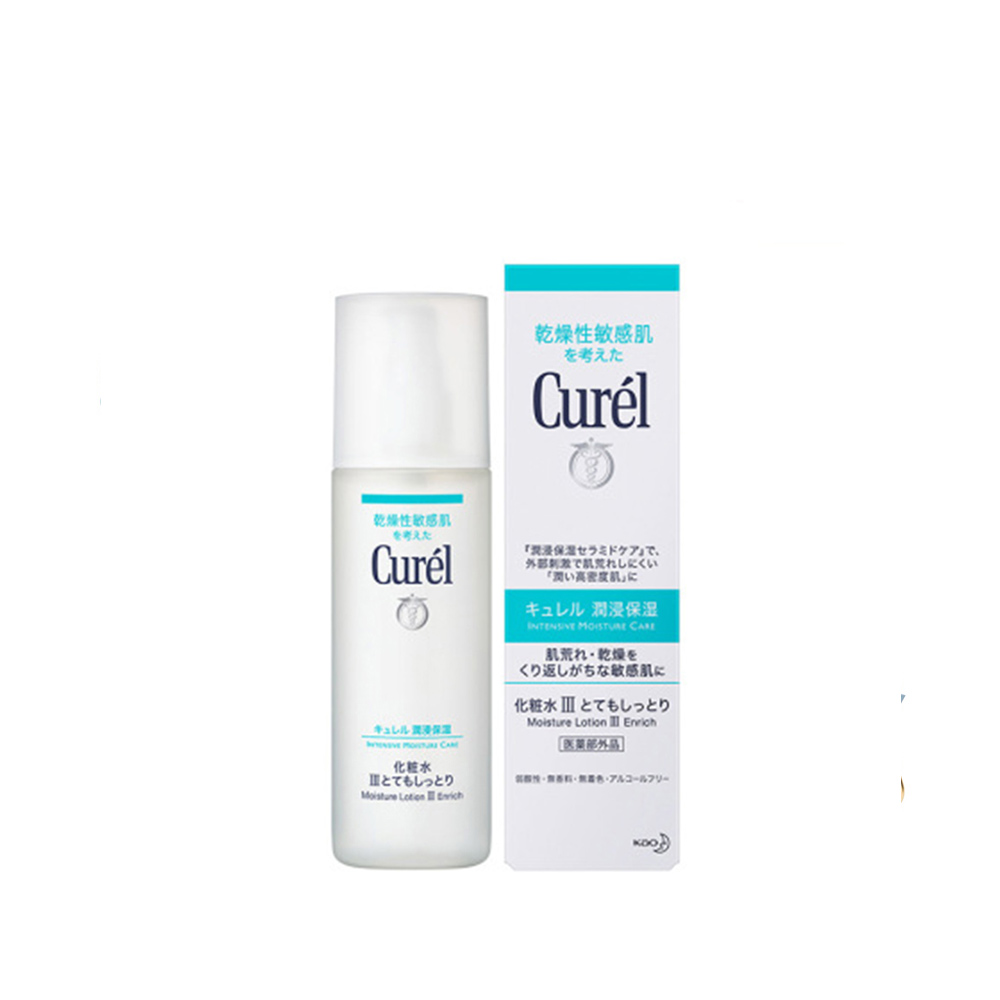 乾燥性敏感肌
を考えた
Curél
キュレル 潤浸保湿
INTENSIVE MOISTURE CARE
化粧水
Ⅲとてもしっとり
Moisture Lotion Ⅲ Enrich
乾燥性敏感肌
を考えた
Curél
『潤浸保湿セラミドケア』で、
外部刺激で肌荒れしにくい
「潤い高密度肌」に
キュレル 潤浸保湿
INTENSIVE MOISTURE CARE
肌荒れ・乾燥を
くり返しがちな敏感肌に
化粧水 Ⅲ とてもしっとり
Moisture Lotion Ⅲ Enrich
医薬部外品
弱酸性・無香料・無着色・アルコールフリー
Kao